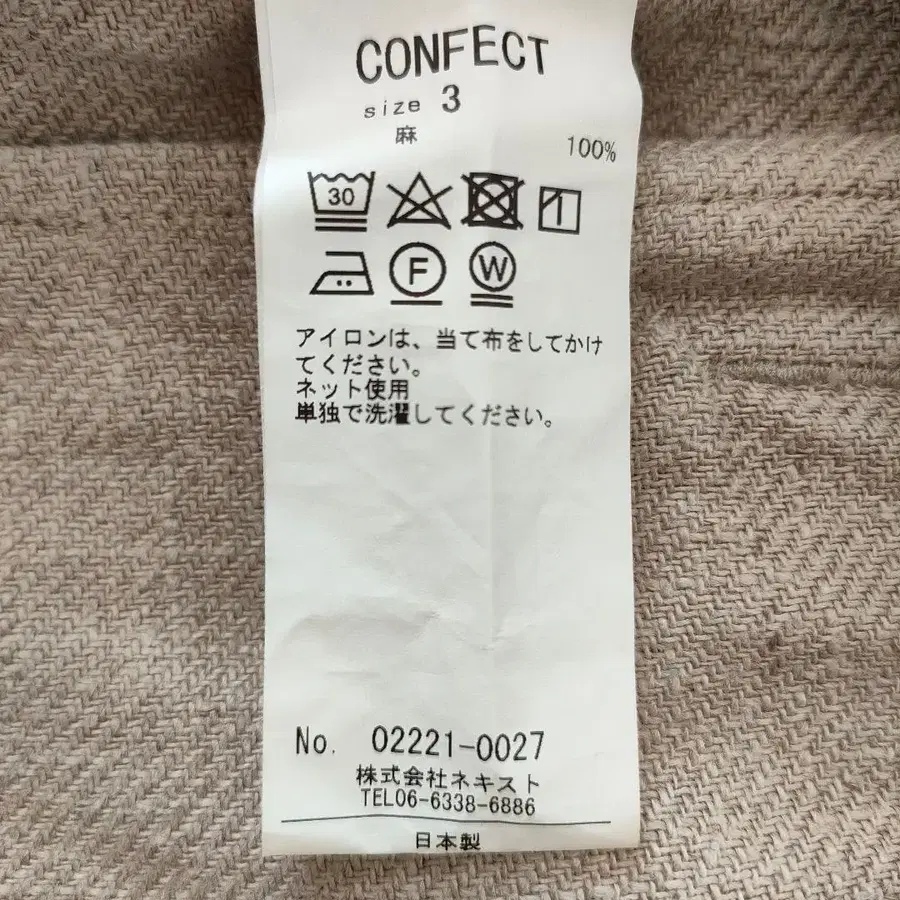 CONFECT
size 3
麻
100%
30
F W
アイロンは、当て布をしてかけ
てください。
ネット使用
単独で洗濯してください。
No. 02221-0027
株式会社ネキスト
TEL06-6338-6886
日本製